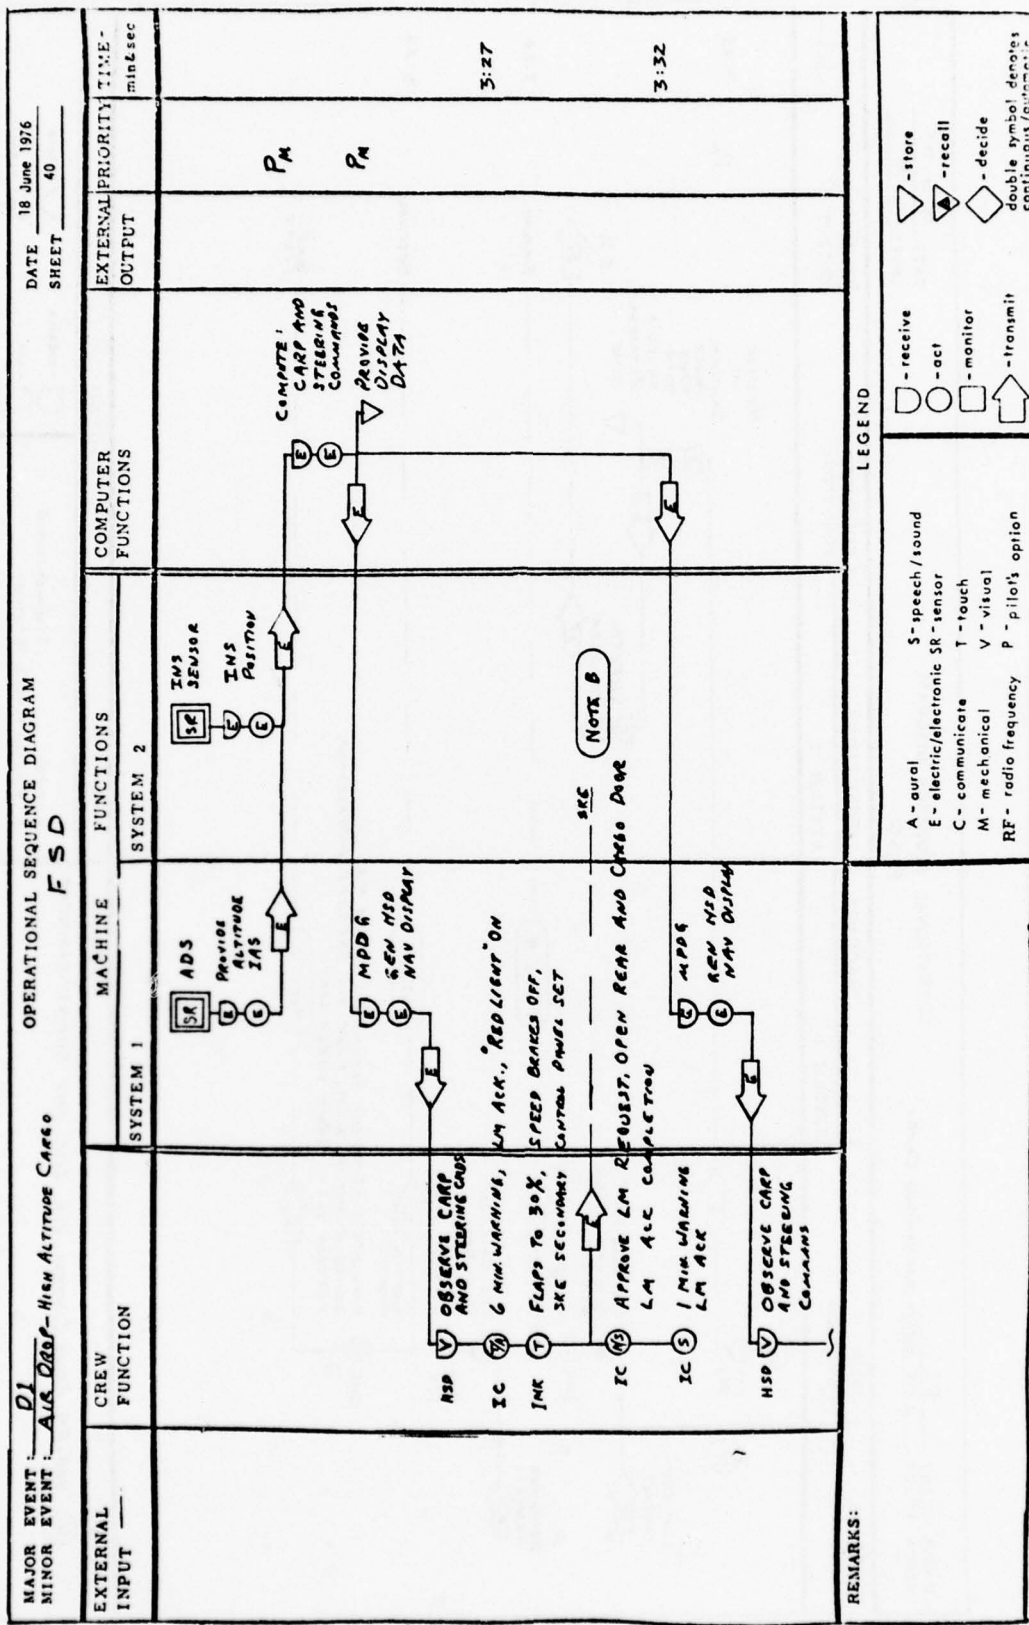 MAJOR EVENT: D1
MINOR EVENT: AIR DROP-HIGH ALTITUDE CARGO
OPERATIONAL SEQUENCE DIAGRAM
FSD
DATE 18 June 1976
SHEET 40
EXTERNAL
INPUT
CREW
FUNCTION
MACHINE FUNCTIONS
SYSTEM 1
SYSTEM 2
COMPUTER
FUNCTIONS
EXTERNAL
OUTPUT
PRIORITY
TIME-
min&sec
SR
ADS
E
PROVIDE
ALTITUDE
IAS
E
E
SR
INS
SENSOR
E
INS
POSITION
E
E
E
E
COMPUTE:
CARP AND
STEERING
COMMANDS
PM
E
PROVIDE
DISPLAY
DATA
PM
E
MPDG
E
GEN HSD
NAV DISPLAY
E
HSD
V
OBSERVE CARP
AND STEERING CMDS
IC
6 MIN. WARNING, LM ACK., "RED LIGHT" ON
3:27
INK
T
FLAPS TO 30%, SPEED BRAKES OFF,
SKE SECONDARY CONTROL PANEL SET
E
SKE
NOTE B
IC
APPROVE LM REQUEST, OPEN REAR AND CARGO DOOR
LM ACK COMPLETION
IC
S
1 MIN WARNING
LM ACK
3:32
E
MPDG
E
GEN HSD
NAV DISPLAY
E
HSD
V
OBSERVE CARP
AND STEERING
COMMANS
REMARKS:
LEGEND
A - aural
S - speech/sound
E - electric/electronic
SR - sensor
C - communicate
T - touch
M - mechanical
V - visual
RF - radio frequency
P - pilot's option
- receive
- act
- monitor
- transmit
- store
- recall
- decide
double symbol denotes
continuous/automatic